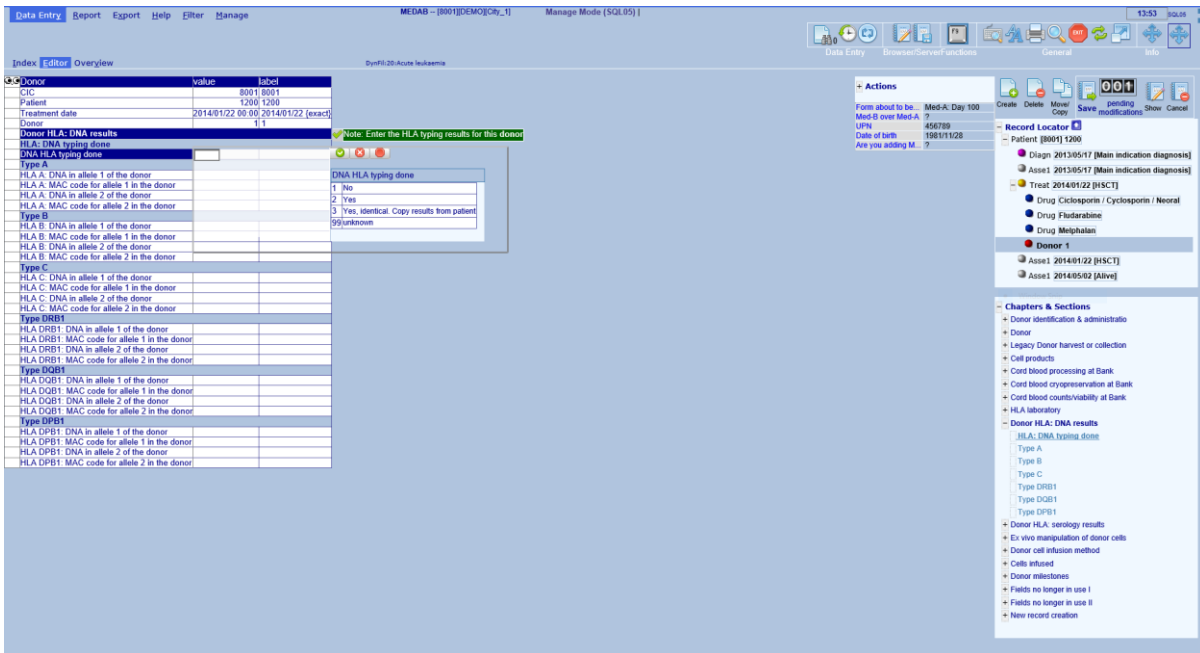 Data Entry Report Export Help Filter Manage
MEDAB -- [8001][DEMO][City_1] Manage Mode (SQL05) |
13:53 SQL05
Data Entry Browser/Server Functions General Info
Index Editor Overview
DynFil:20:Acute leukaemia
Donor value label
CIC 8001 8001
Patient 1200 1200
Treatment date 2014/01/22 00:00 2014/01/22 {exact}
Donor 1 1
Donor HLA: DNA results
HLA: DNA typing done
DNA HLA typing done
Type A
HLA A: DNA in allele 1 of the donor
HLA A: MAC code for allele 1 in the donor
HLA A: DNA in allele 2 of the donor
HLA A: MAC code for allele 2 in the donor
Type B
HLA B: DNA in allele 1 of the donor
HLA B: MAC code for allele 1 in the donor
HLA B: DNA in allele 2 of the donor
HLA B: MAC code for allele 2 in the donor
Type C
HLA C: DNA in allele 1 of the donor
HLA C: MAC code for allele 1 in the donor
HLA C: DNA in allele 2 of the donor
HLA C: MAC code for allele 2 in the donor
Type DRB1
HLA DRB1: DNA in allele 1 of the donor
HLA DRB1: MAC code for allele 1 in the donor
HLA DRB1: DNA in allele 2 of the donor
HLA DRB1: MAC code for allele 2 in the donor
Type DQB1
HLA DQB1: DNA in allele 1 of the donor
HLA DQB1: MAC code for allele 1 in the donor
HLA DQB1: DNA in allele 2 of the donor
HLA DQB1: MAC code for allele 2 in the donor
Type DPB1
HLA DPB1: DNA in allele 1 of the donor
HLA DPB1: MAC code for allele 1 in the donor
HLA DPB1: DNA in allele 2 of the donor
HLA DPB1: MAC code for allele 2 in the donor
Note: Enter the HLA typing results for this donor
DNA HLA typing done
1 No
2 Yes
3 Yes, identical. Copy results from patient
99 unknown
+ Actions
Form about to be... Med-A: Day 100
Med-B over Med-A ?
UPN 456789
Date of birth 1981/11/28
Are you adding M... ?
Create Delete Move/ Copy Save 001 pending modifications Show Cancel
- Record Locator
- Patient [8001] 1200
Diagn 2013/05/17 [Main indication diagnosis]
Asse1 2013/05/17 [Main indication diagnosis]
- Treat 2014/01/22 [HSCT]
Drug Ciclosporin / Cyclosporin / Neoral
Drug Fludarabine
Drug Melphalan
Donor 1
Asse1 2014/01/22 [HSCT]
Asse1 2014/05/02 [Alive]
- Chapters & Sections
+ Donor identification & administratio
+ Donor
+ Legacy Donor harvest or collection
+ Cell products
+ Cord blood processing at Bank
+ Cord blood cryopreservation at Bank
+ Cord blood counts/viability at Bank
+ HLA laboratory
- Donor HLA: DNA results
HLA: DNA typing done
Type A
Type B
Type C
Type DRB1
Type DQB1
Type DPB1
+ Donor HLA: serology results
+ Ex vivo manipulation of donor cells
+ Donor cell infusion method
+ Cells infused
+ Donor milestones
+ Fields no longer in use I
+ Fields no longer in use II
+ New record creation